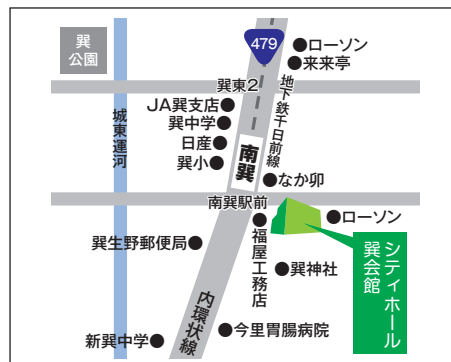 巽
公園
479
ローソン
来来亭
巽東2
地下鉄千日前線
JA巽支店
巽中学
日産
巽小
城東運河
南巽
なか卯
南巽駅前
ローソン
福屋工務店
巽生野郵便局
巽神社
シティホール
巽会館
内環状線
今里胃腸病院
新巽中学